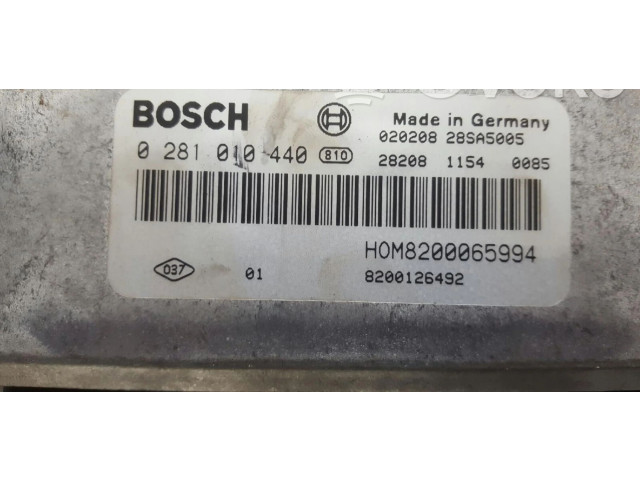 BOSCH
Made in Germany
020208 28SA5005
0 281 010 440 810
28208 1154 0085
HOM8200065994
037 01
8200126492